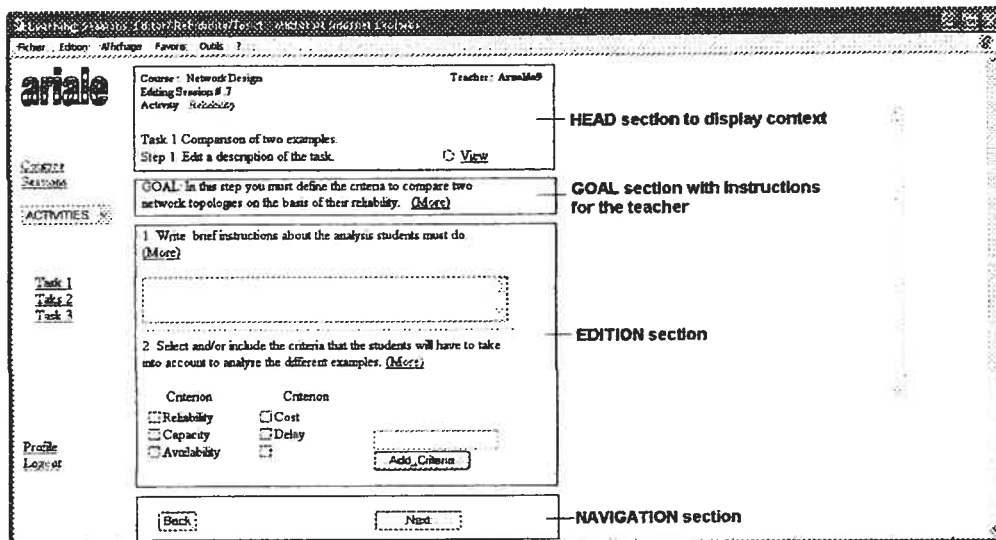 Fichier Edition Affichage Favoris Outils ?
ariale
Course : Network Design
Teacher : Arnaldo9
Editing Session # 7
Activity Reliability
Task 1 Comparison of two examples.
Step 1 Edit a description of the task.
View
HEAD section to display context
Sessions
ACTIVITIES
GOAL In this step you must define the criteria to compare two
network topologies on the basis of their reliability. (More)
GOAL section with instructions
for the teacher
1 Write brief instructions about the analysis students must do
(More)
Task 1
Taks 2
Task 3
EDITION section
2 Select and/or include the criteria that the students will have to take
into account to analyse the different examples. (More)
Criterion Criterion
Reliability Cost
Capacity Delay
Availability
Add_Criteria
Profile
Logout
Back Next
NAVIGATION section